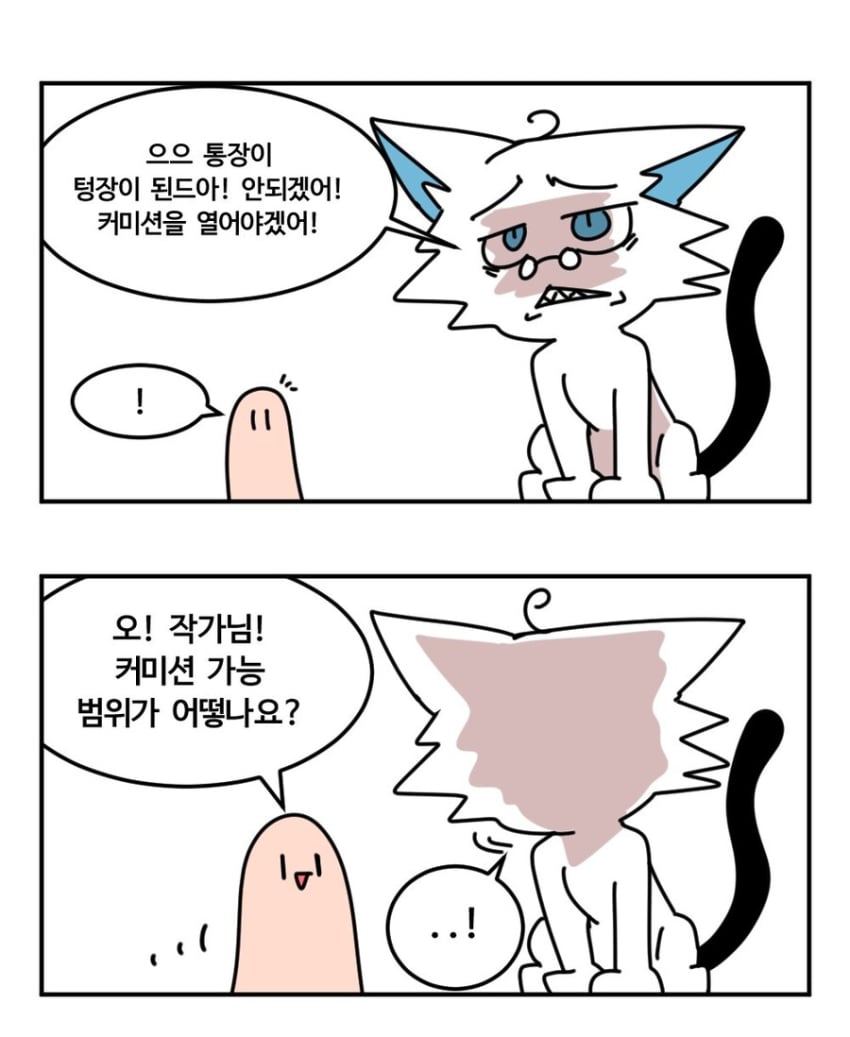 으으 통장이
텅장이 된드아! 안되겠어!
커미션을 열어야겠어!
!
오! 작가님!
커미션 가능
범위가 어떻나요?
..!